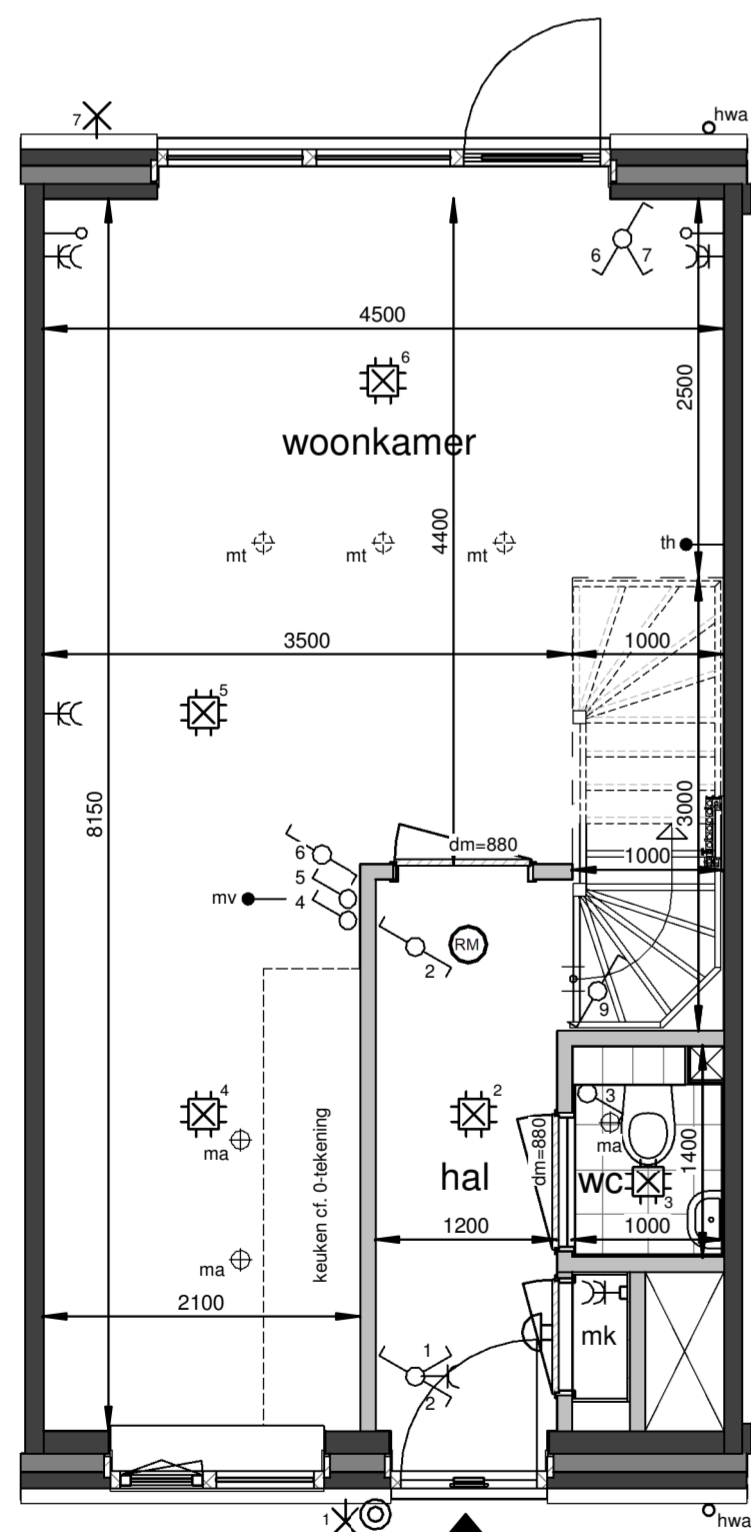 hwa
7
6 7
4500
6
2500
woonkamer
4400
mt mt mt th
3500 1000
5
8150
3000
dm=880
6
1000
5
mv 4
RM
2
9
4 2 3
ma ma
dm=880
1400
keuken cf. 0-tekening
hal wc
3
1200 1000
ma
2100
mk
1
2
1 hwa